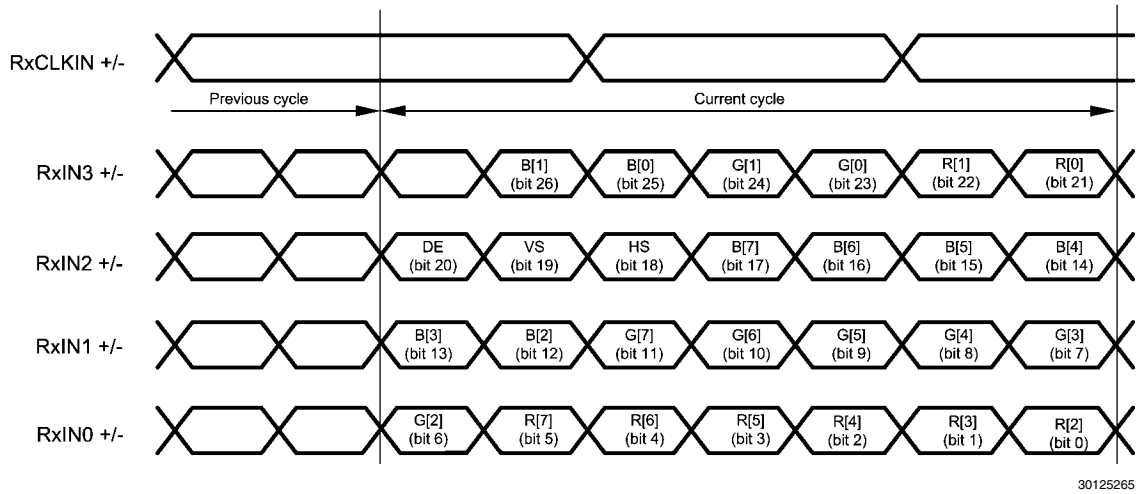 RxCLKIN +/-
Previous cycle
Current cycle
RxIN3 +/-
B[1] B[0] G[1] G[0] R[1] R[0]
(bit 26) (bit 25) (bit 24) (bit 23) (bit 22) (bit 21)
RxIN2 +/-
DE VS HS B[7] B[6] B[5] B[4]
(bit 20) (bit 19) (bit 18) (bit 17) (bit 16) (bit 15) (bit 14)
RxIN1 +/-
B[3] B[2] G[7] G[6] G[5] G[4] G[3]
(bit 13) (bit 12) (bit 11) (bit 10) (bit 9) (bit 8) (bit 7)
RxIN0 +/-
G[2] R[7] R[6] R[5] R[4] R[3] R[2]
(bit 6) (bit 5) (bit 4) (bit 3) (bit 2) (bit 1) (bit 0)
30125265